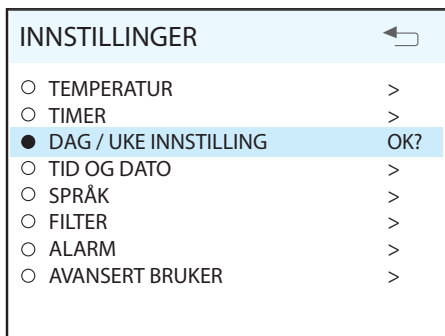 INNSTILLINGER
TEMPERATUR >
TIMER >
DAG / UKE INNSTILLING OK?
TID OG DATO >
SPRÅK >
FILTER >
ALARM >
AVANSERT BRUKER >